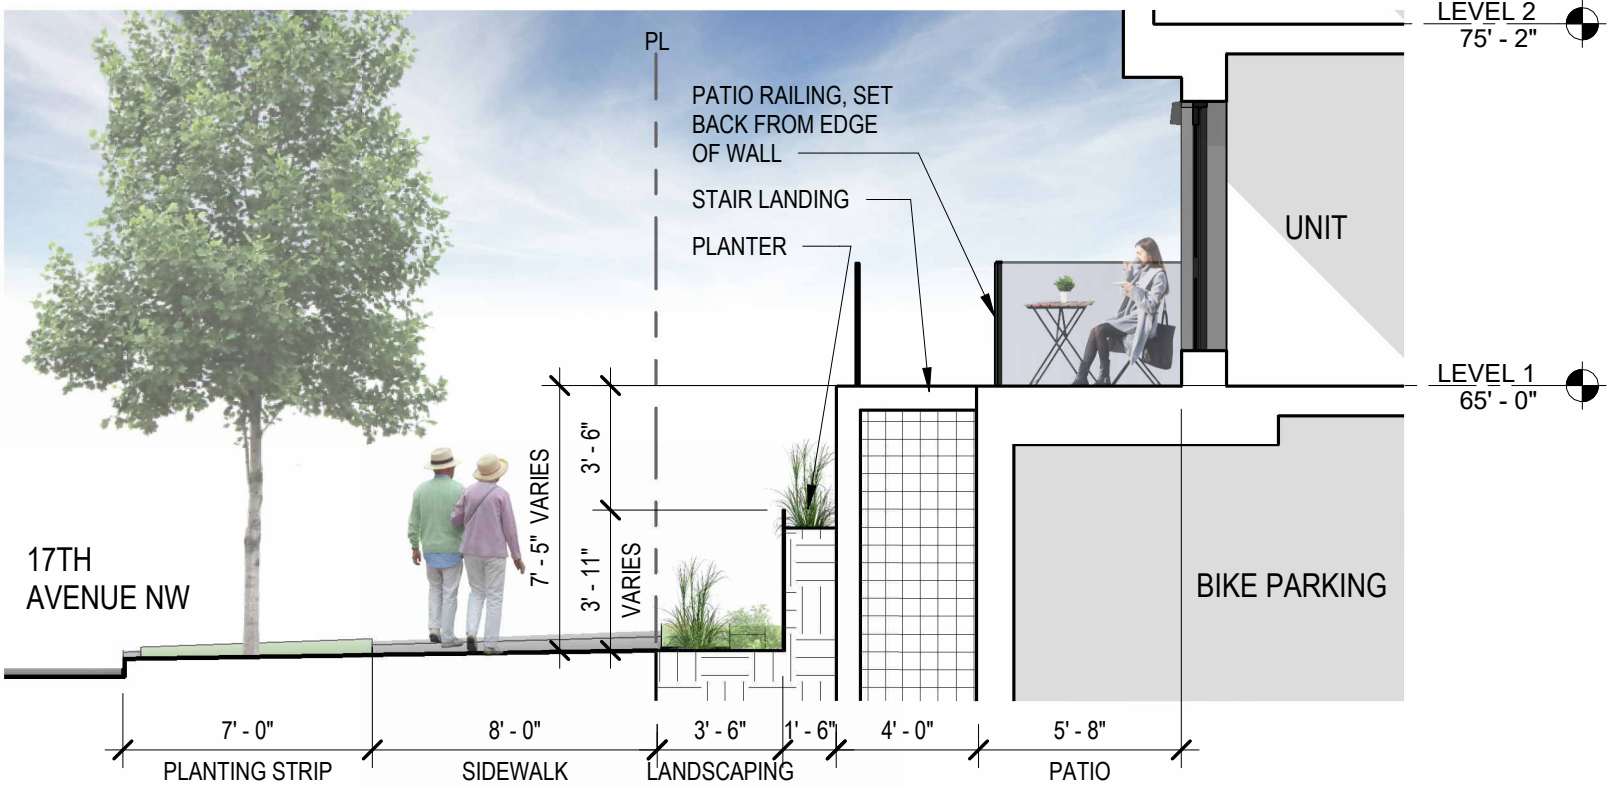 LEVEL 2
75' - 2"
PL
PATIO RAILING, SET
BACK FROM EDGE
OF WALL
STAIR LANDING
PLANTER
UNIT
LEVEL 1
65' - 0"
7' - 5" VARIES
3' - 6"
3' - 11"
VARIES
17TH
AVENUE NW
BIKE PARKING
7' - 0"
8' - 0"
3' - 6"
1' - 6"
4' - 0"
5' - 8"
PLANTING STRIP
SIDEWALK
LANDSCAPING
PATIO